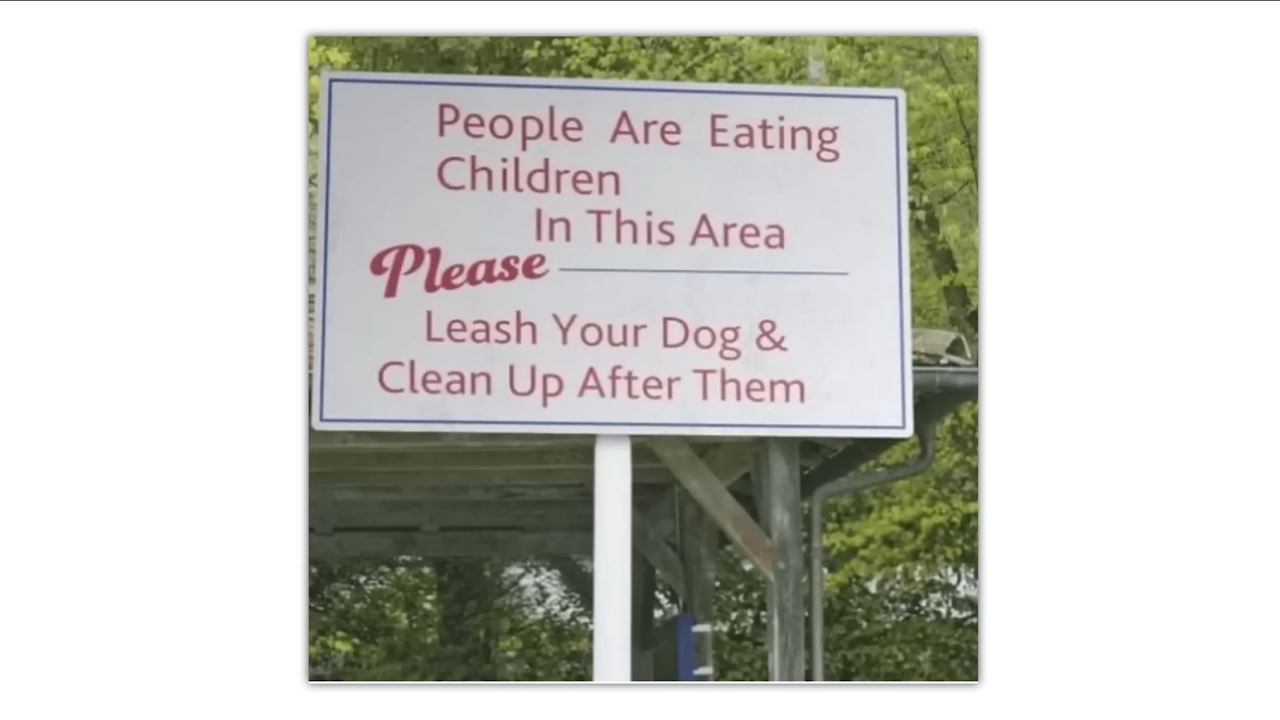 People Are Eating
Children
In This Area
Please
Leash Your Dog &
Clean Up After Them